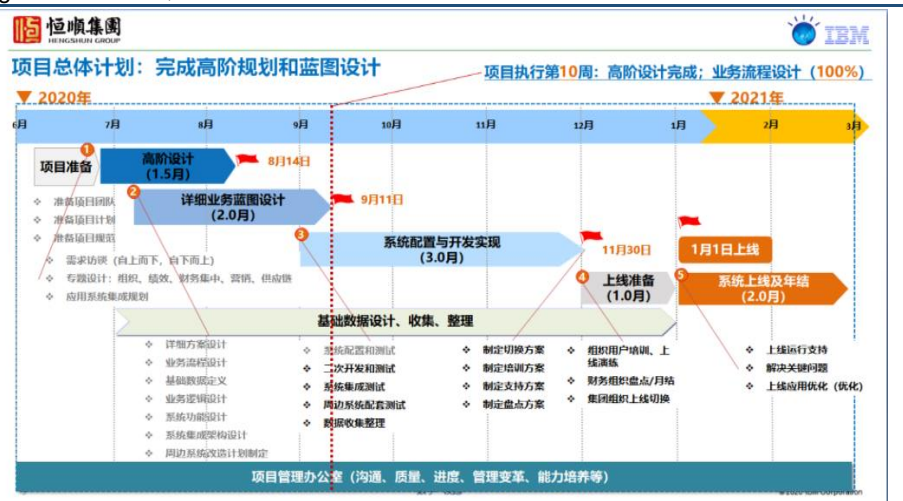 恒順集團
HENGSHUN GROUP
IBM
项目总体计划：完成高阶规划和蓝图设计
项目执行第10周：高阶设计完成；业务流程设计（100%）
2020年
2021年
6月
7月
8月
9月
10月
11月
12月
1月
2月
3月
1
项目准备
高阶设计
（1.5月）
8月14日
2
详细业务蓝图设计
（2.0月）
9月11日
3
系统配置与开发实现
（3.0月）
11月30日
1月1日上线
4
上线准备
（1.0月）
5
系统上线及年结
（2.0月）
准备项目团队
准备项目计划
准备项目规范
需求访谈（自上而下，自下而上）
专题设计：组织、绩效、财务集中、营销、供应链
应用系统集成规划
基础数据设计、收集、整理
详细方案设计
业务流程设计
基础数据定义
业务逻辑设计
系统功能设计
系统集成架构设计
周边系统改造计划制定
系统配置和测试
二次开发和测试
系统集成测试
周边系统配套测试
数据收集整理
制定切换方案
制定培训方案
制定支持方案
制定盘点方案
组织用户培训、上
线演练
财务组织盘点/月结
集团组织上线切换
上线运行支持
解决关键问题
上线应用优化（优化）
项目管理办公室（沟通、质量、进度、管理变革、能力培养等）
©2020 IBM Corporation